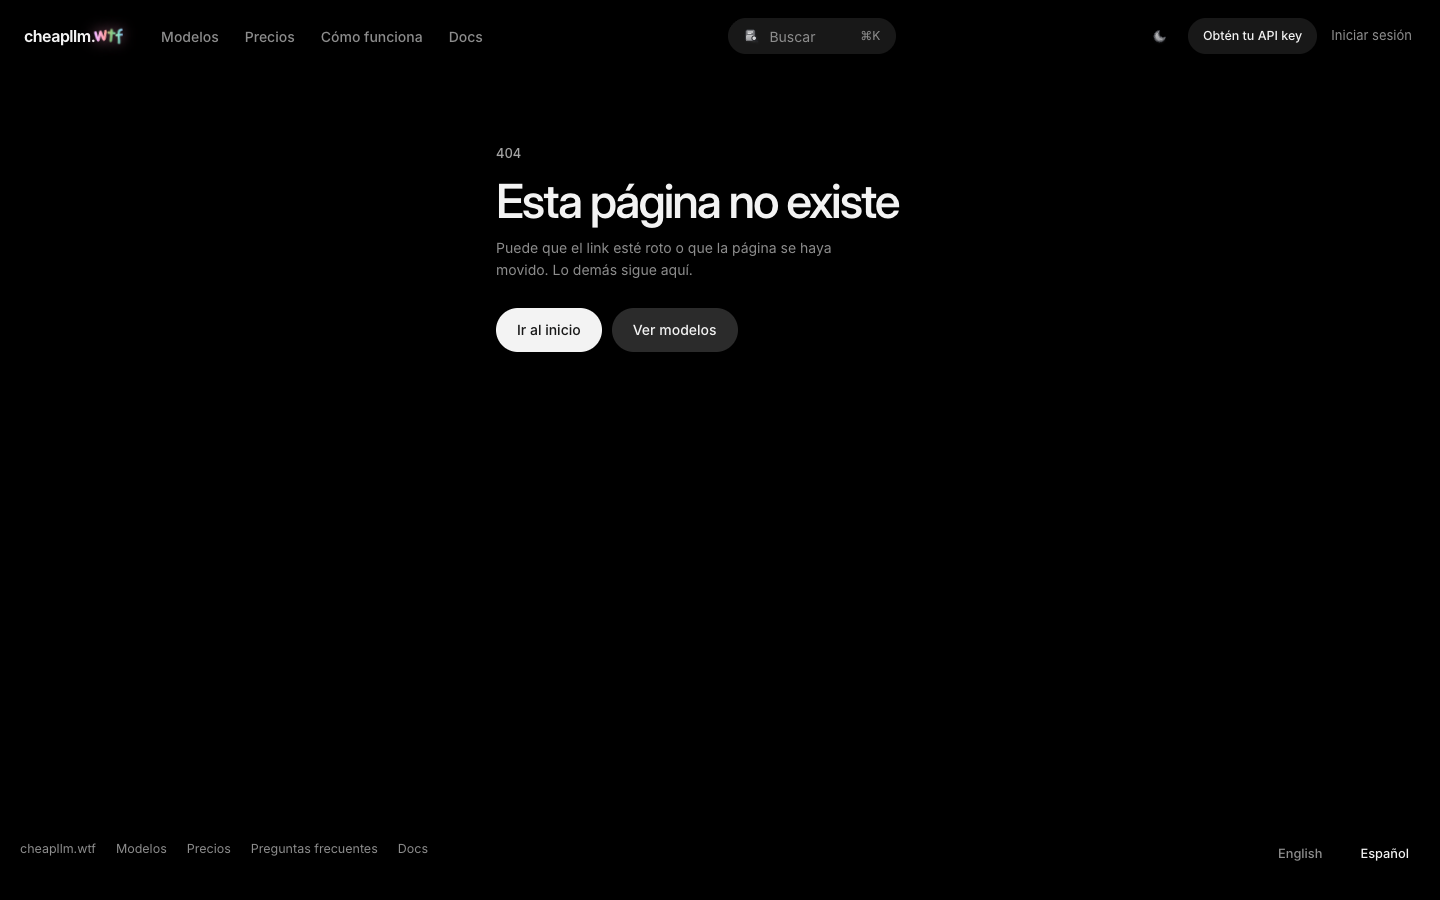 cheapllm.wtf
Modelos
Precios
Cómo funciona
Docs
Buscar
⌘K
Obtén tu API key
Iniciar sesión
404
Esta página no existe
Puede que el link esté roto o que la página se haya
movido. Lo demás sigue aquí.
Ir al inicio
Ver modelos
cheapllm.wtf
Modelos
Precios
Preguntas frecuentes
Docs
English
Español